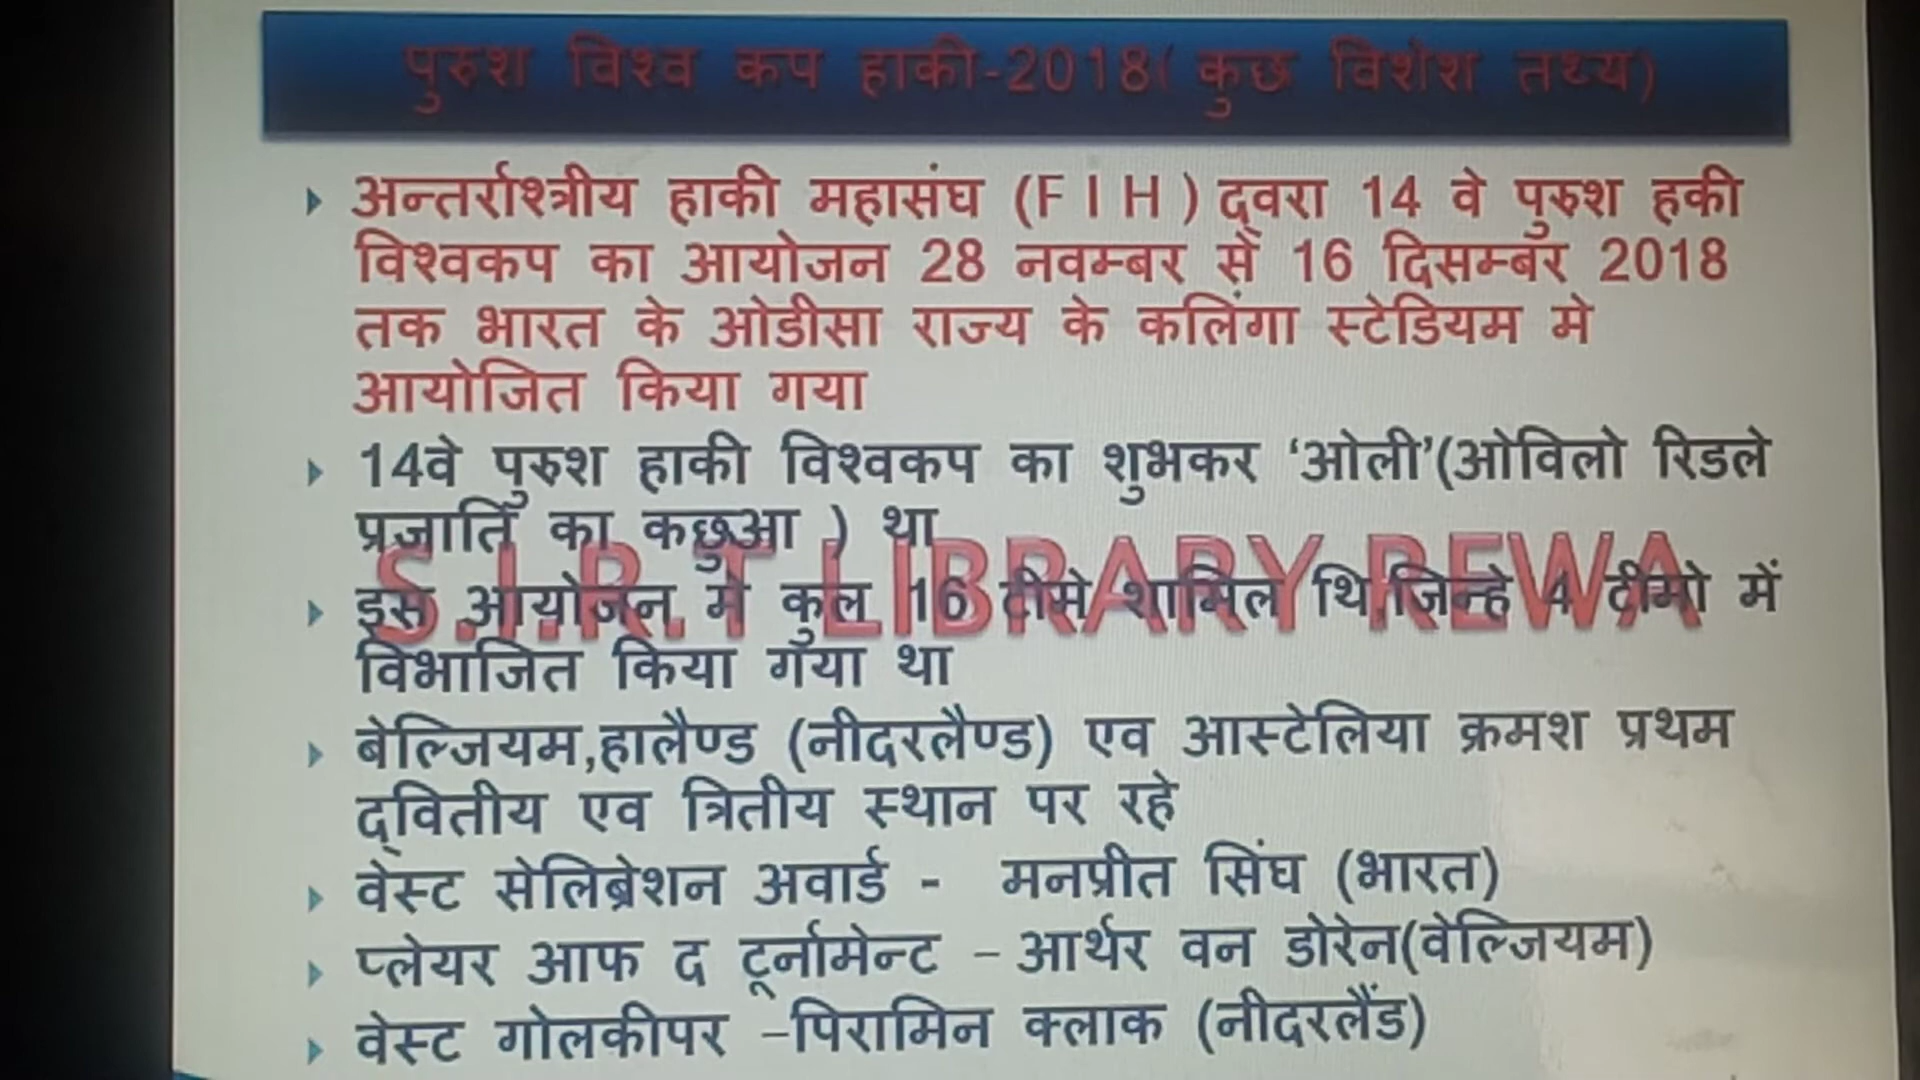 पुरुश विश्व कप हाकी-2018( कुछ विशेश तथ्य)
अन्तर्राश्त्रीय हाकी महासंघ (F I H ) द्वरा 14 वे पुरुश हकी
विश्वकप का आयोजन 28 नवम्बर से 16 दिसम्बर 2018
तक भारत के ओडीसा राज्य के कलिंगा स्टेडियम मे
आयोजित किया गया
14वे पुरुश हाकी विश्वकप का शुभकर ‘ओली’(ओविलो रिडले
प्रजाति का कछुआ ) था
S.I.R.T LIBRARY REWA
इस आयोजन मे कुल 16 टीमे शामिल थि,जिन्हे 4 टीमो में
विभाजित किया गया था
बेल्जियम,हालैण्ड (नीदरलैण्ड) एव आस्टेलिया क्रमश प्रथम
द्वितीय एव त्रितीय स्थान पर रहे
वेस्ट सेलिब्रेशन अवार्ड - मनप्रीत सिंघ (भारत)
प्लेयर आफ द टूर्नामेन्ट – आर्थर वन डोरेन(वेल्जियम)
वेस्ट गोलकीपर –पिरामिन क्लाक (नीदरलैंड)